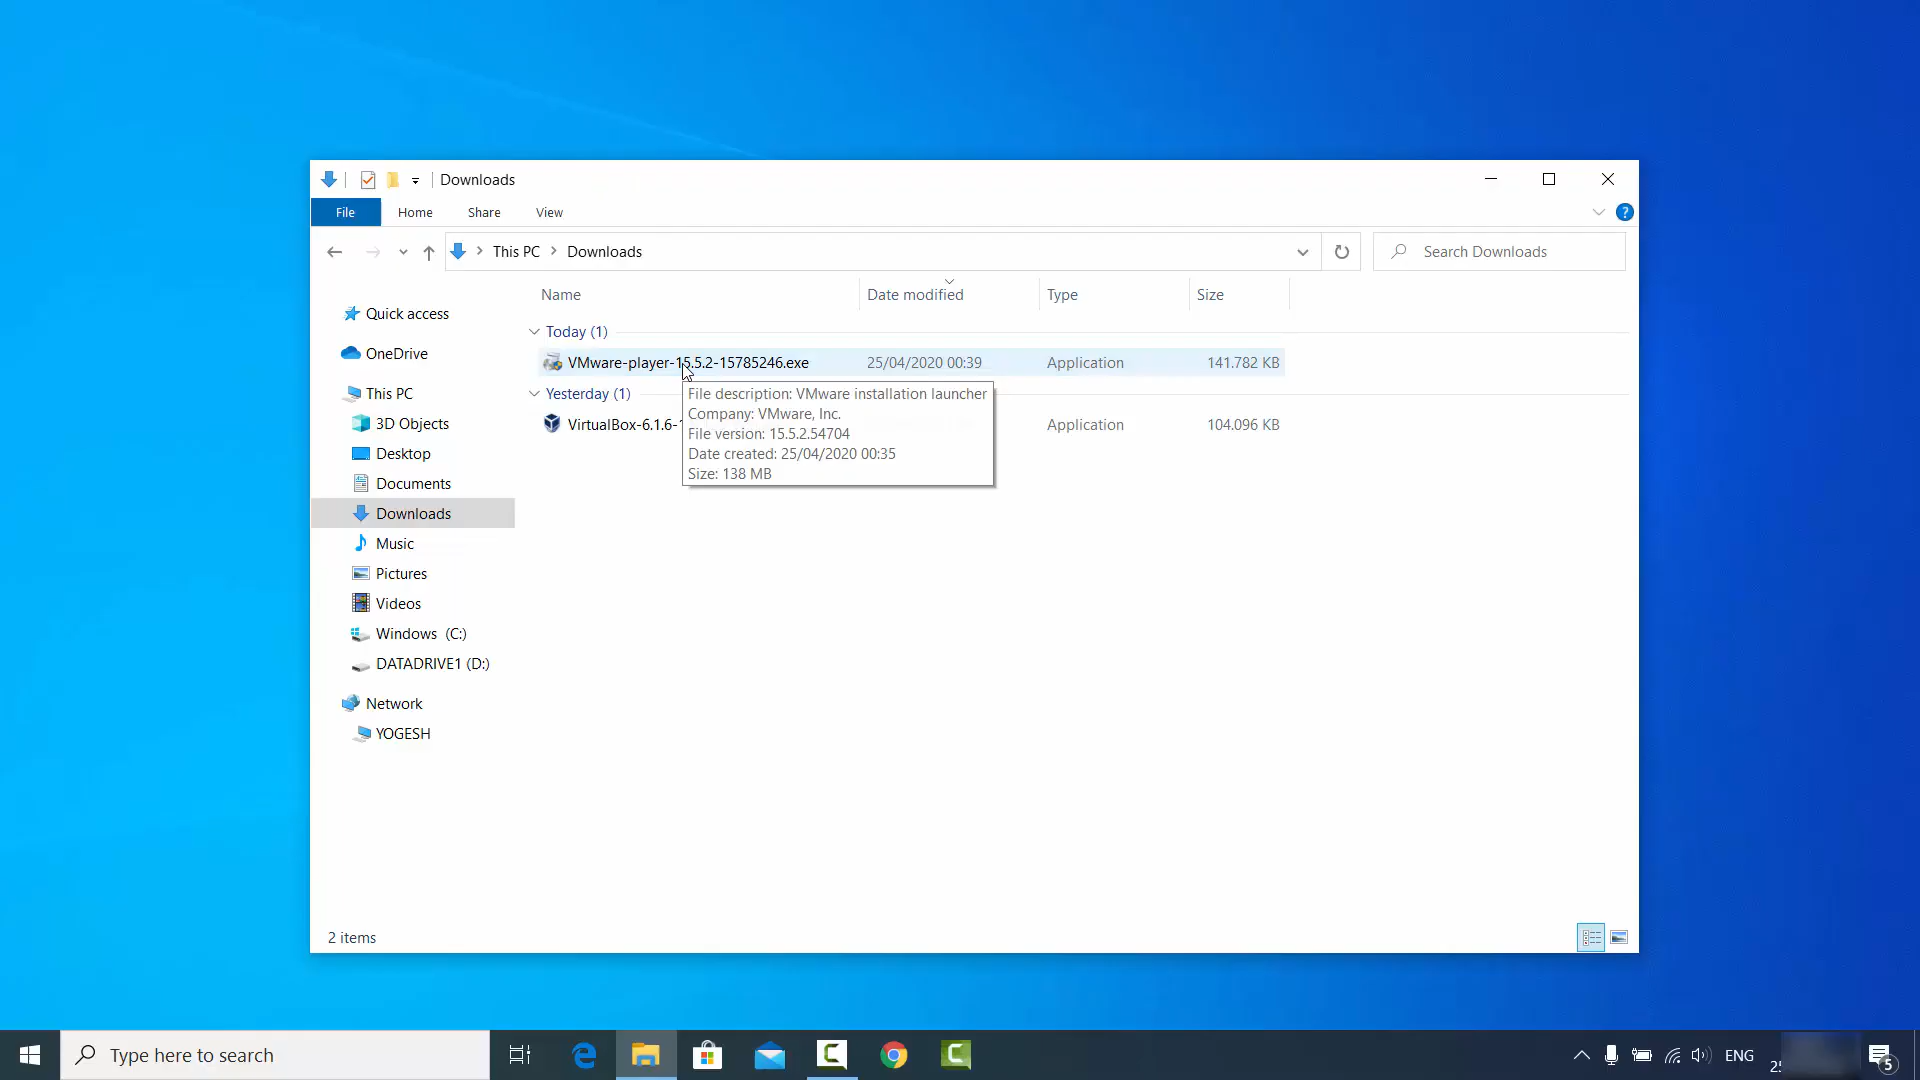 Downloads
File Home Share View ?
This PC Downloads Search Downloads
Name Date modified Type Size
Quick access
OneDrive
This PC
3D Objects
Desktop
Documents
Downloads
Music
Pictures
Videos
Windows (C:)
DATADRIVE1 (D:)
Network
YOGESH
Today (1)
VMware-player-15.5.2-15785246.exe 25/04/2020 00:39 Application 141.782 KB
Yesterday (1)
VirtualBox-6.1.6- Application 104.096 KB
File description: VMware installation launcher
Company: VMware, Inc.
File version: 15.5.2.54704
Date created: 25/04/2020 00:35
Size: 138 MB
2 items
Type here to search ENG 5